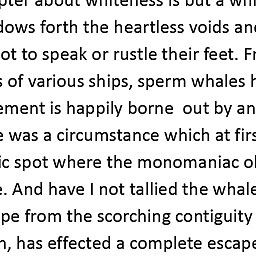 pter about whiteness is but a whi
dows forth the heartless voids an
ot to speak or rustle their feet. F
s of various ships, sperm whales h
ement is happily borne  out by an
e was a circumstance which at firs
ic spot where the monomaniac ol
e. And have I not tallied the whale
pe from the scorching contiguity
n, has effected a complete escape